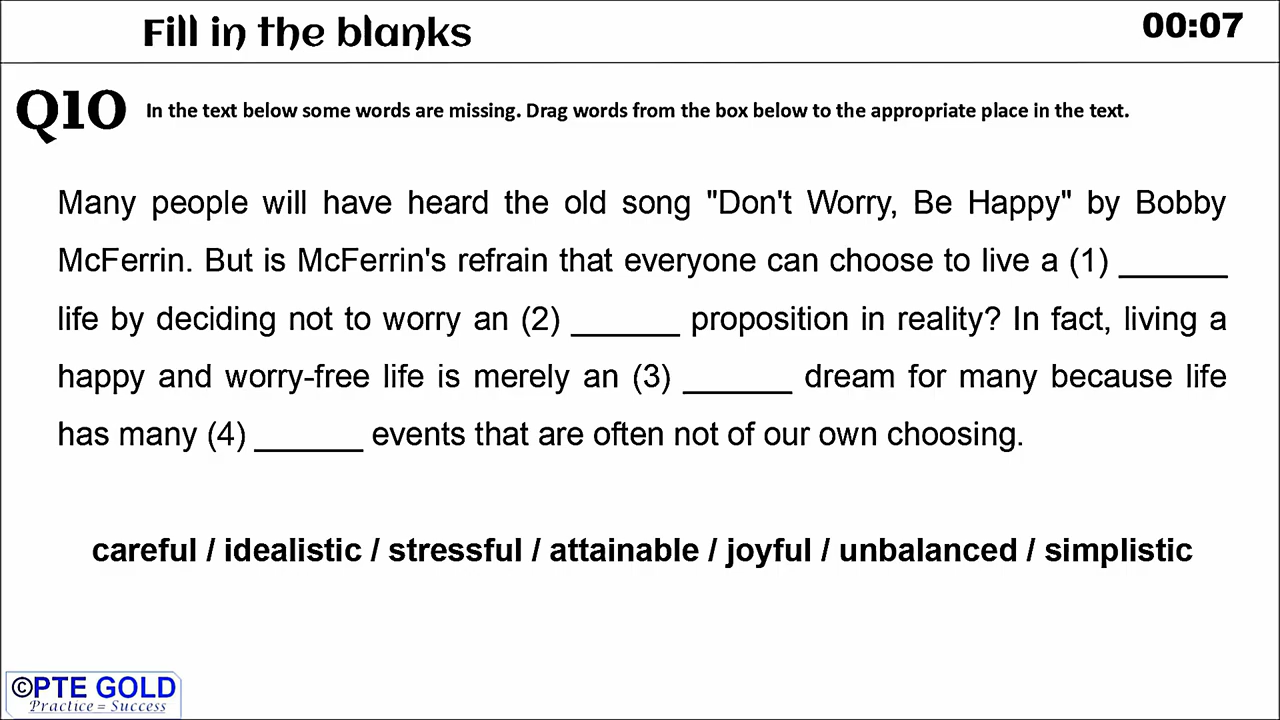 Fill in the blanks
00:07
Q10
In the text below some words are missing. Drag words from the box below to the appropriate place in the text.
Many people will have heard the old song "Don't Worry, Be Happy" by Bobby
McFerrin. But is McFerrin's refrain that everyone can choose to live a (1) ______
life by deciding not to worry an (2) ______ proposition in reality? In fact, living a
happy and worry-free life is merely an (3) ______ dream for many because life
has many (4) ______ events that are often not of our own choosing.
careful / idealistic / stressful / attainable / joyful / unbalanced / simplistic
©PTE GOLD
Practice = Success